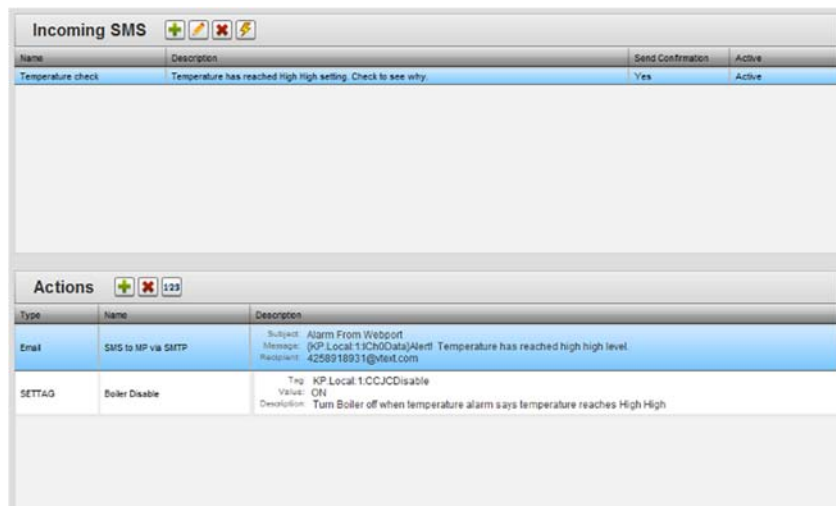 Incoming SMS
Name Description Send Confirmation Active
Temperature check Temperature has reached High High setting. Check to see why. Yes Active
Actions 123
Type Name Description
Email SMS to MP via SMTP Subject: Alarm From Webport
Message: {KP.Local:1:ICh0Data}Alert! Temperature has reached high high level.
Recipient: 4258918931@vtext.com
SETTAG Boiler Disable Tag: KP.Local:1:CCJCDisable
Value: ON
Description: Turn Boiler off when temperature alarm says temperature reaches High High